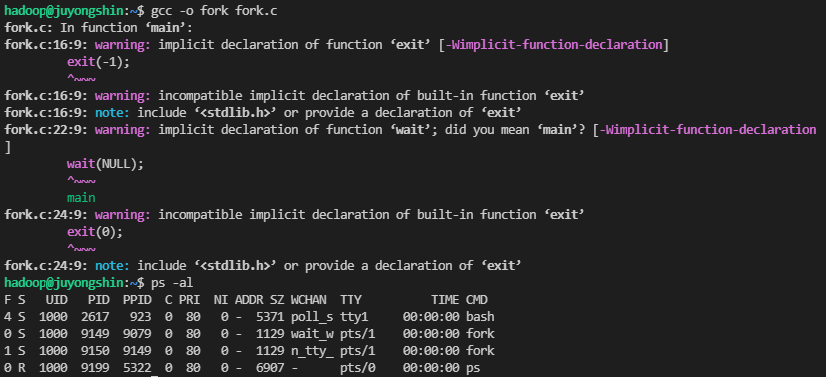 hadoop@juyongshin:~$ gcc -o fork fork.c
fork.c: In function ‘main’:
fork.c:16:9: warning: implicit declaration of function ‘exit’ [-Wimplicit-function-declaration]
        exit(-1);
        ^~~~
fork.c:16:9: warning: incompatible implicit declaration of built-in function ‘exit’
fork.c:16:9: note: include ‘<stdlib.h>’ or provide a declaration of ‘exit’
fork.c:22:9: warning: implicit declaration of function ‘wait’; did you mean ‘main’? [-Wimplicit-function-declaration
]
        wait(NULL);
        ^~~~
        main
fork.c:24:9: warning: incompatible implicit declaration of built-in function ‘exit’
        exit(0);
        ^~~~
fork.c:24:9: note: include ‘<stdlib.h>’ or provide a declaration of ‘exit’
hadoop@juyongshin:~$ ps -al
F S   UID   PID  PPID  C PRI  NI ADDR SZ WCHAN  TTY          TIME CMD
4 S  1000  2617   923  0  80   0 -  5371 poll_s tty1     00:00:00 bash
0 S  1000  9149  9079  0  80   0 -  1129 wait_w pts/1    00:00:00 fork
1 S  1000  9150  9149  0  80   0 -  1129 n_tty_ pts/1    00:00:00 fork
0 R  1000  9199  5322  0  80   0 -  6907 -      pts/0    00:00:00 ps